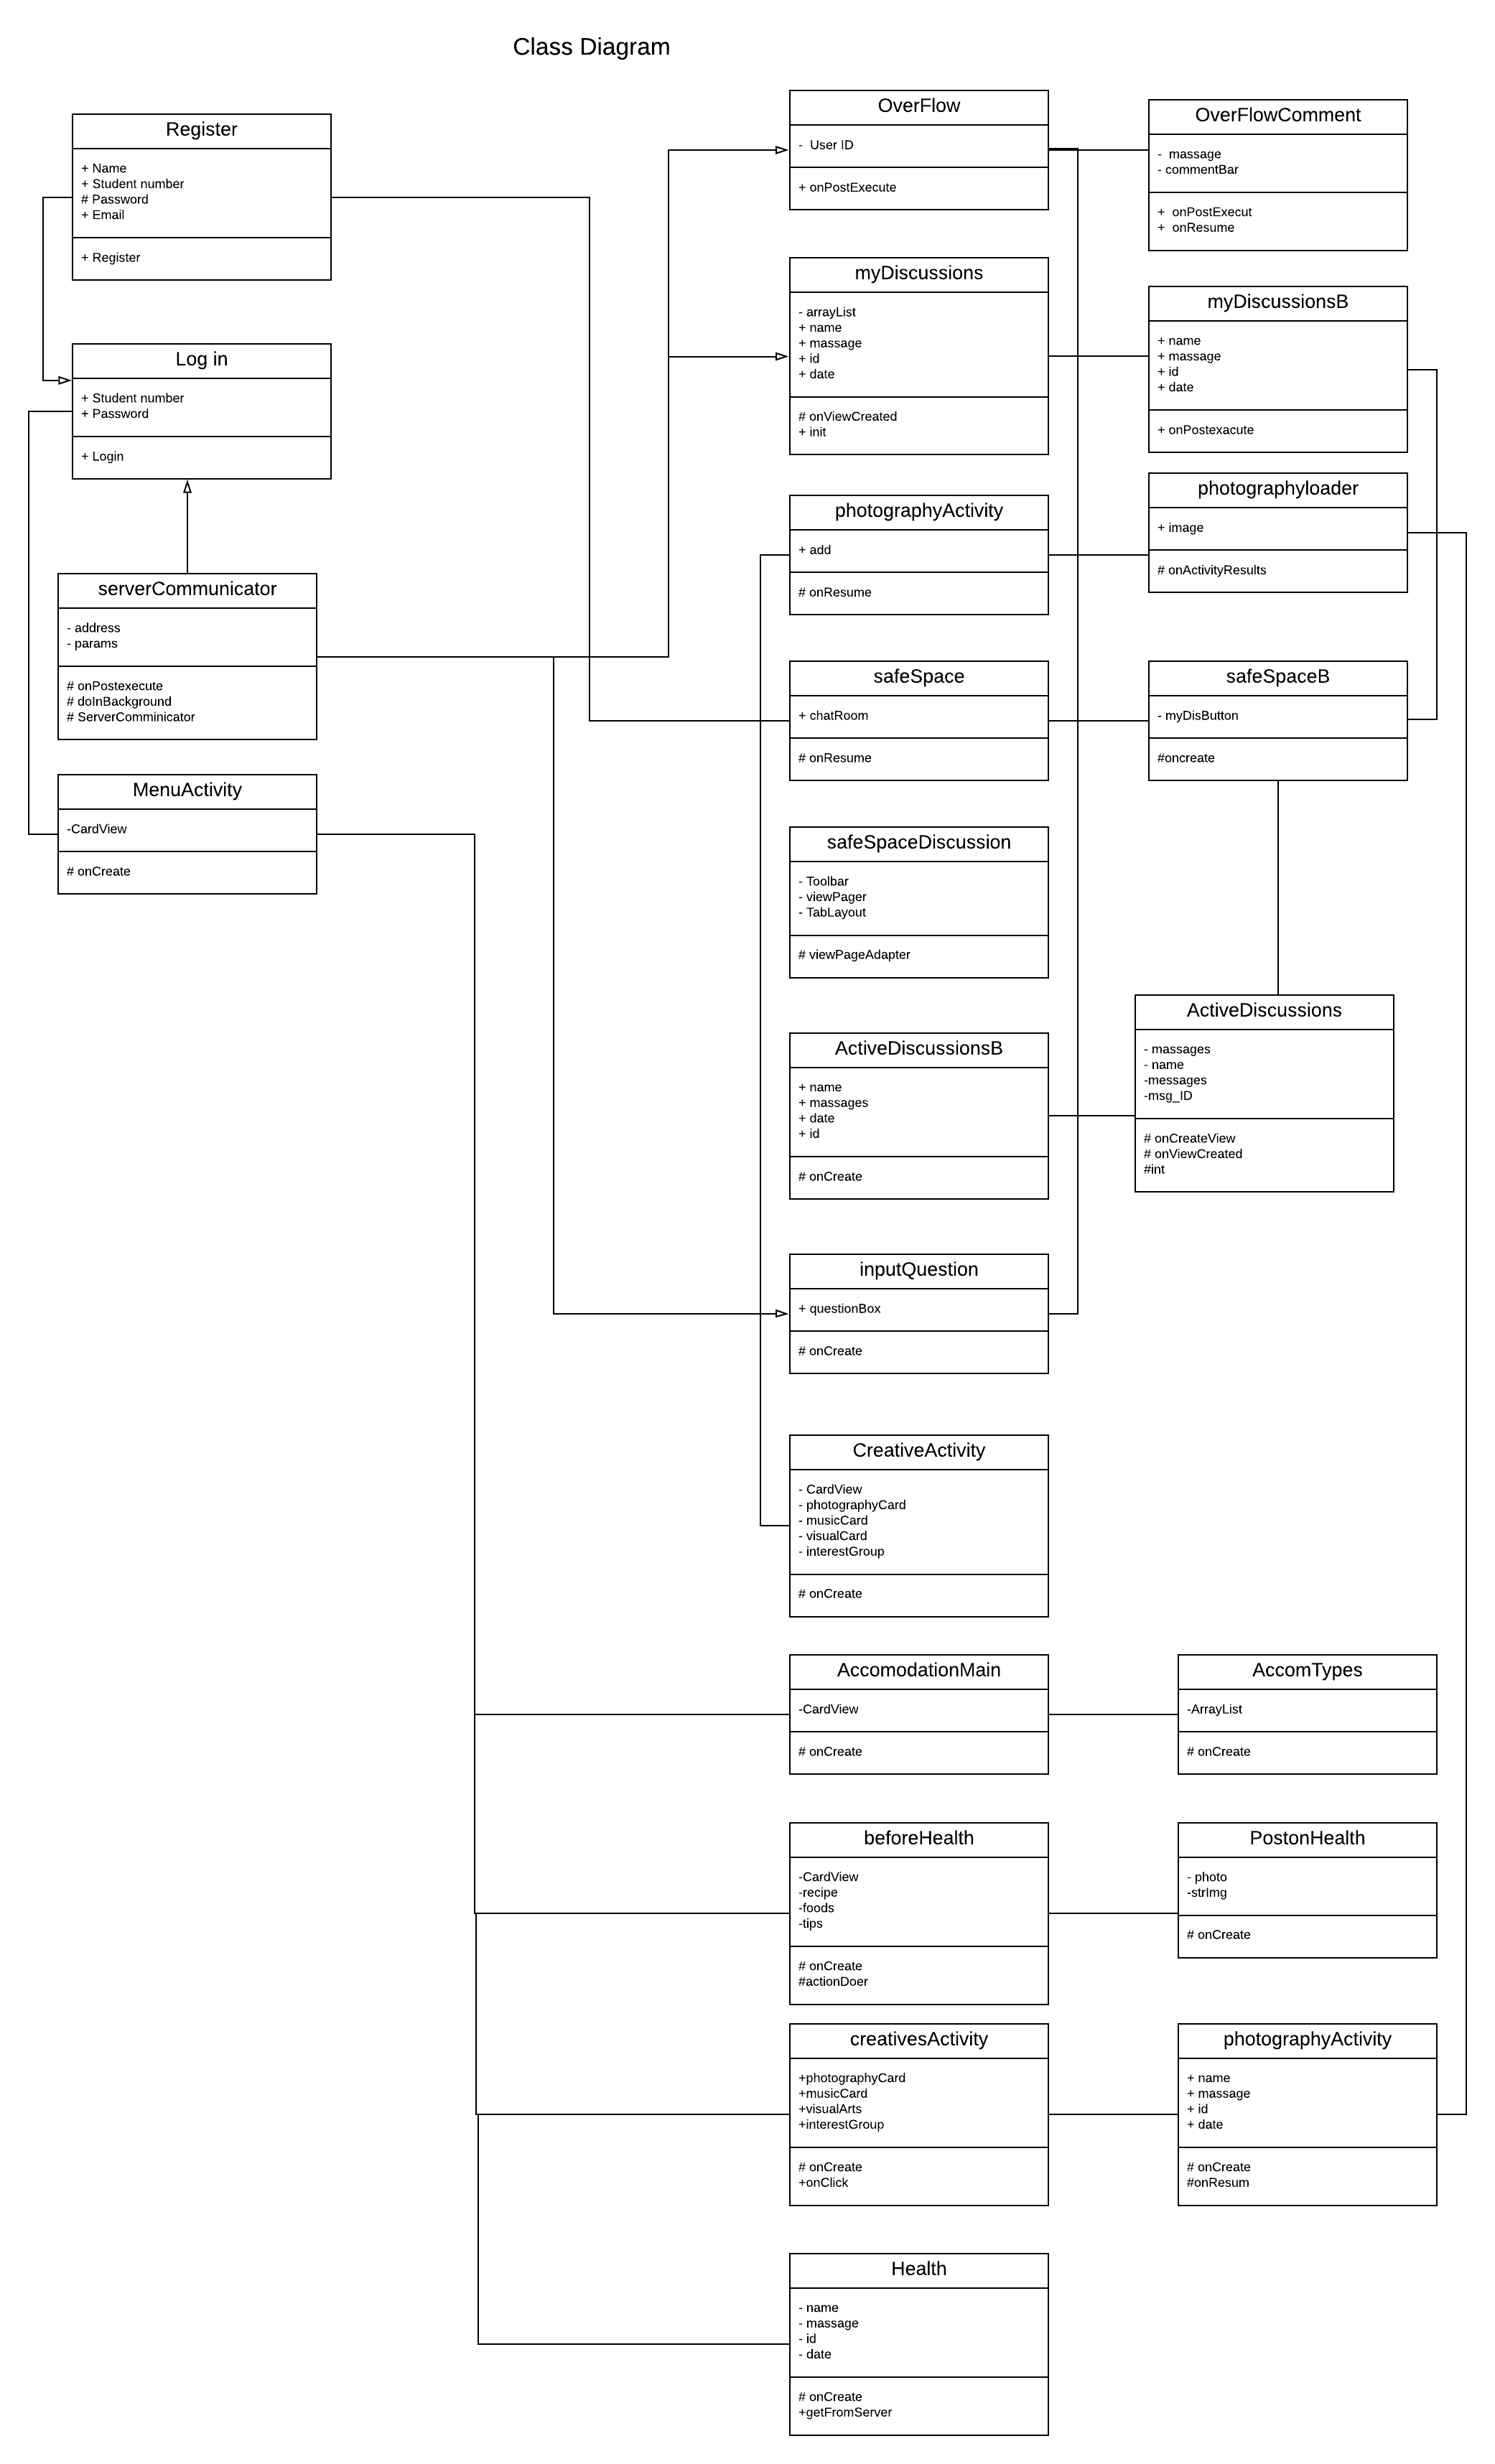 Class Diagram
Register
+ Name
+ Student number
# Password
+ Email
+ Register
Log in
+ Student number
+ Password
+ Login
serverCommunicator
- address
- params
# onPostexecute
# doInBackground
# ServerComminicator
MenuActivity
-CardView
# onCreate
OverFlow
-  User ID
+ onPostExecute
OverFlowComment
-  massage
- commentBar
+  onPostExecut
+  onResume
myDiscussions
- arrayList
+ name
+ massage
+ id
+ date
# onViewCreated
+ init
myDiscussionsB
+ name
+ massage
+ id
+ date
+ onPostexacute
photographyActivity
+ add
# onResume
photographyloader
+ image
# onActivityResults
safeSpace
+ chatRoom
# onResume
safeSpaceB
- myDisButton
#oncreate
safeSpaceDiscussion
- Toolbar
- viewPager
- TabLayout
# viewPageAdapter
ActiveDiscussions
- massages
- name
-messages
-msg_ID
# onCreateView
# onViewCreated
#int
ActiveDiscussionsB
+ name
+ massages
+ date
+ id
# onCreate
inputQuestion
+ questionBox
# onCreate
CreativeActivity
- CardView
- photographyCard
- musicCard
- visualCard
- interestGroup
# onCreate
AccomodationMain
-CardView
# onCreate
AccomTypes
-ArrayList
# onCreate
beforeHealth
-CardView
-recipe
-foods
-tips
# onCreate
#actionDoer
PostonHealth
- photo
-strImg
# onCreate
creativesActivity
+photographyCard
+musicCard
+visualArts
+interestGroup
# onCreate
+onClick
photographyActivity
+ name
+ massage
+ id
+ date
# onCreate
#onResum
Health
- name
- massage
- id
- date
# onCreate
+getFromServer